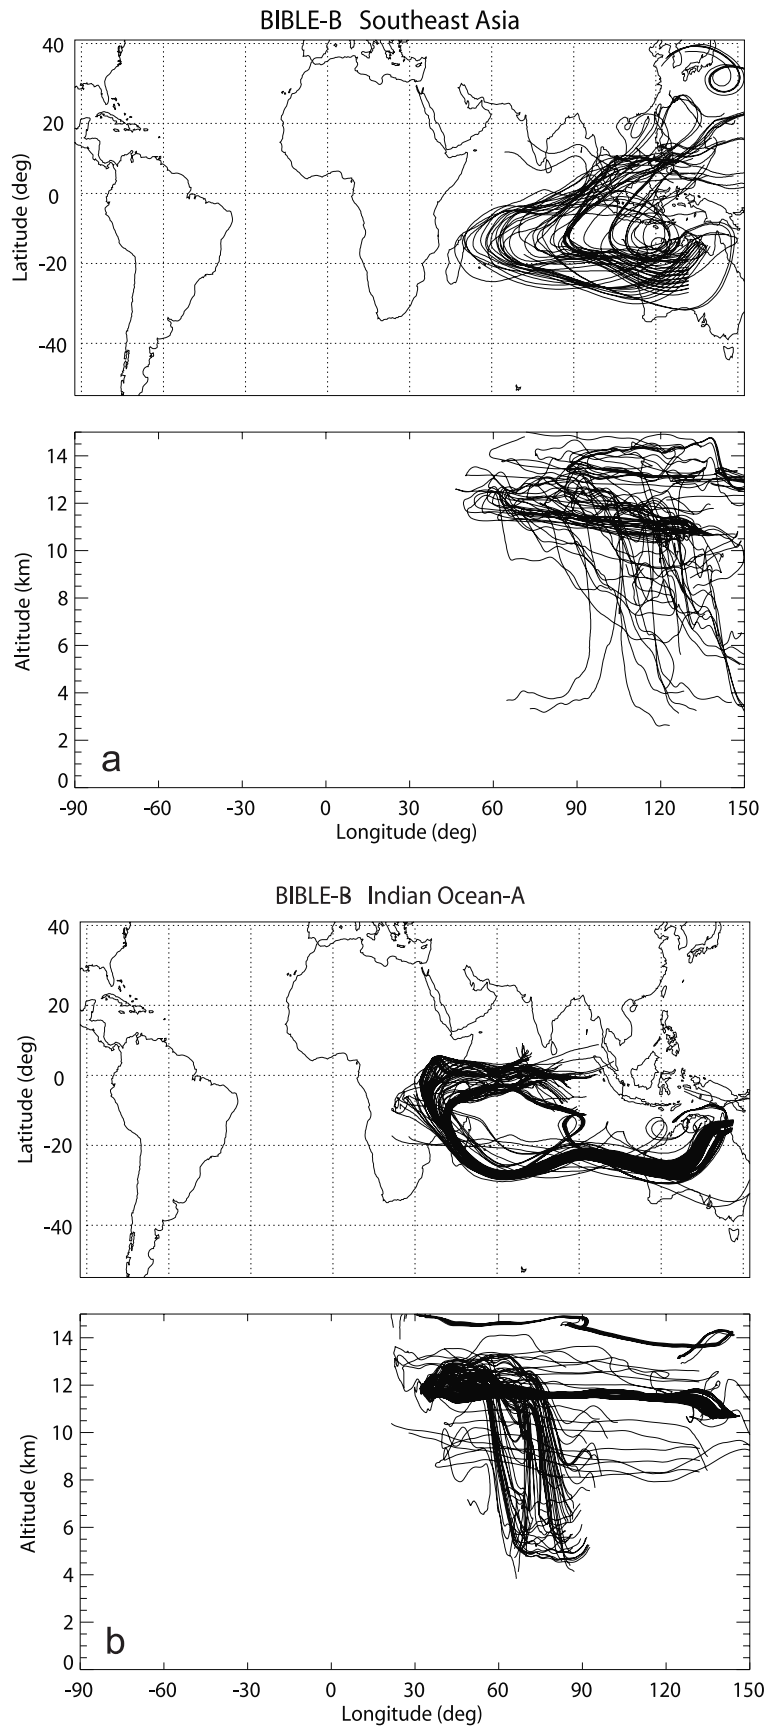 BIBLE-B Southeast Asia
40
20
0
-20
-40
Latitude (deg)
14
12
10
8
6
4
2
0
Altitude (km)
a
-90 -60 -30 0 30 60 90 120 150
Longitude (deg)
BIBLE-B Indian Ocean-A
40
20
0
-20
-40
Latitude (deg)
14
12
10
8
6
4
2
0
Altitude (km)
b
-90 -60 -30 0 30 60 90 120 150
Longitude (deg)